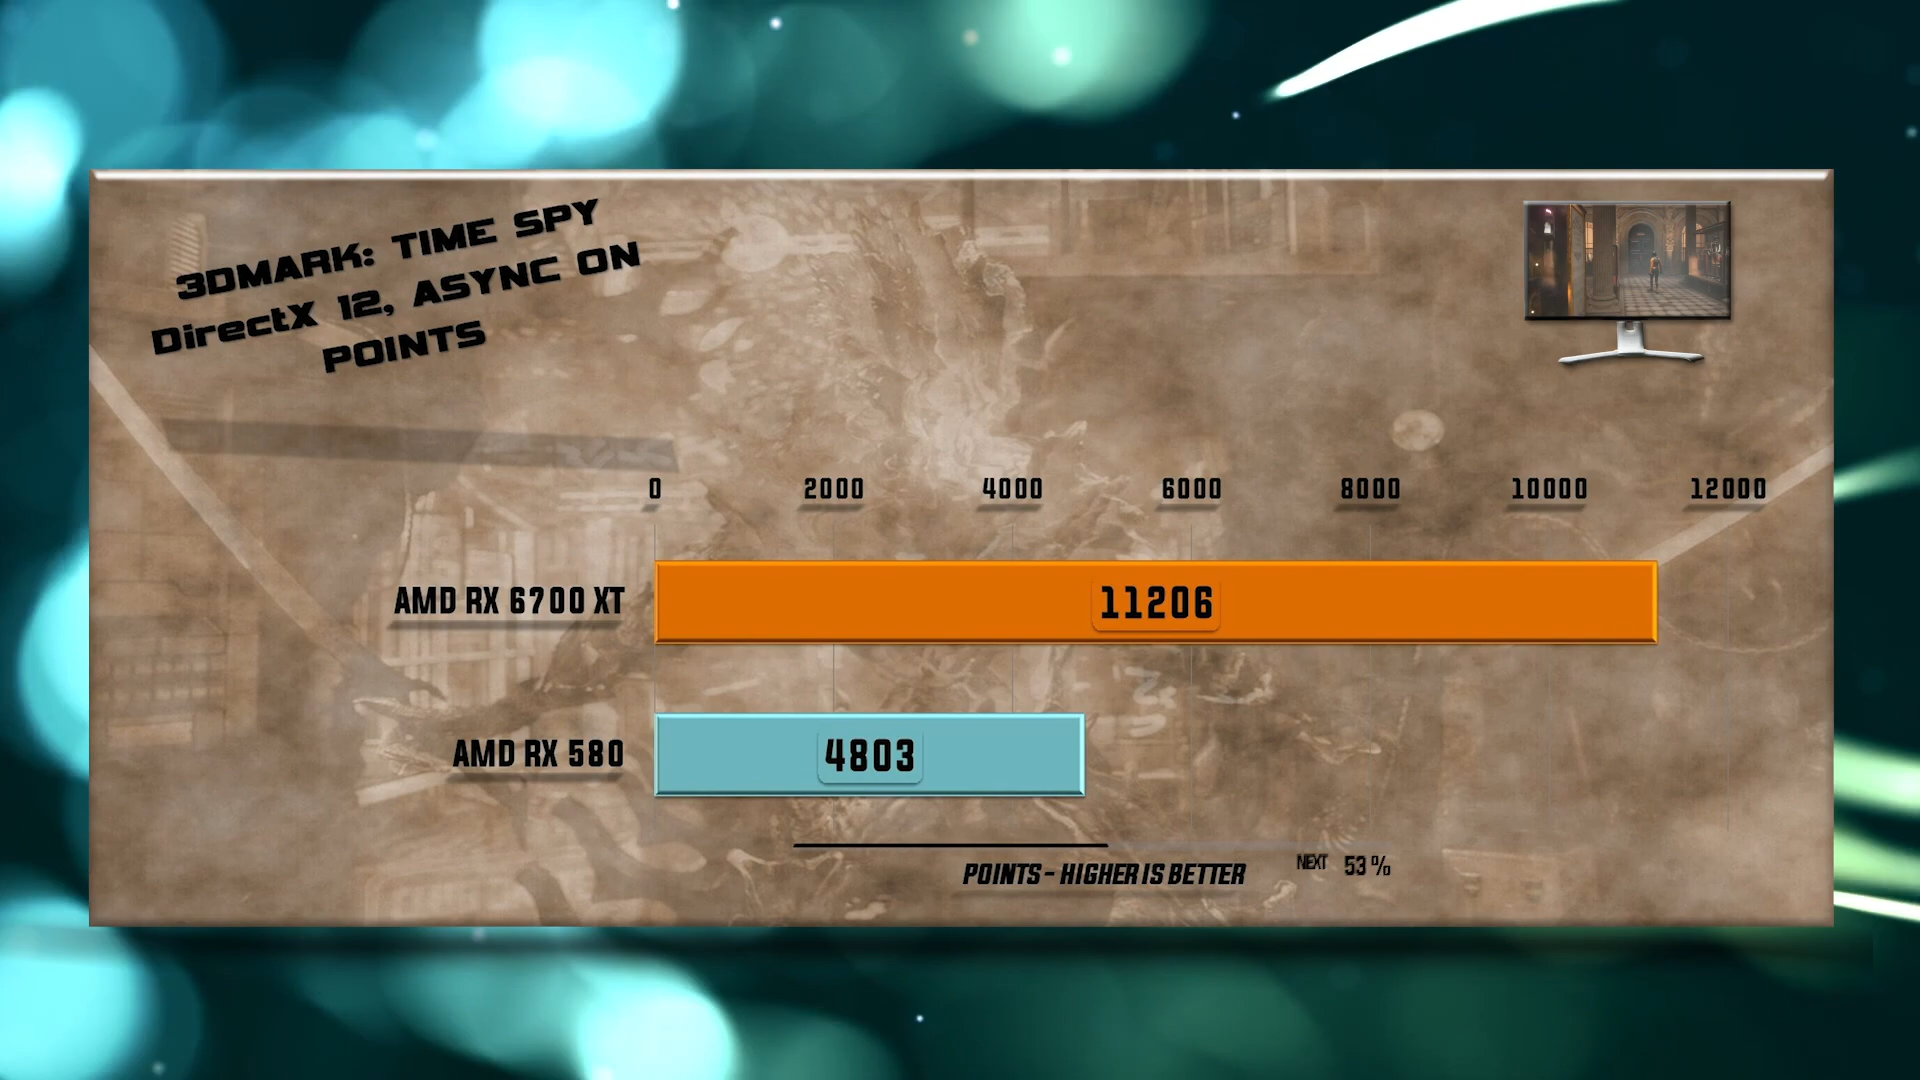 3DMARK: TIME SPY
DirectX 12, ASYNC ON
POINTS
0 2000 4000 6000 8000 10000 12000
AMD RX 6700 XT 11206
AMD RX 580 4803
POINTS - HIGHER IS BETTER
NEXT 53 %